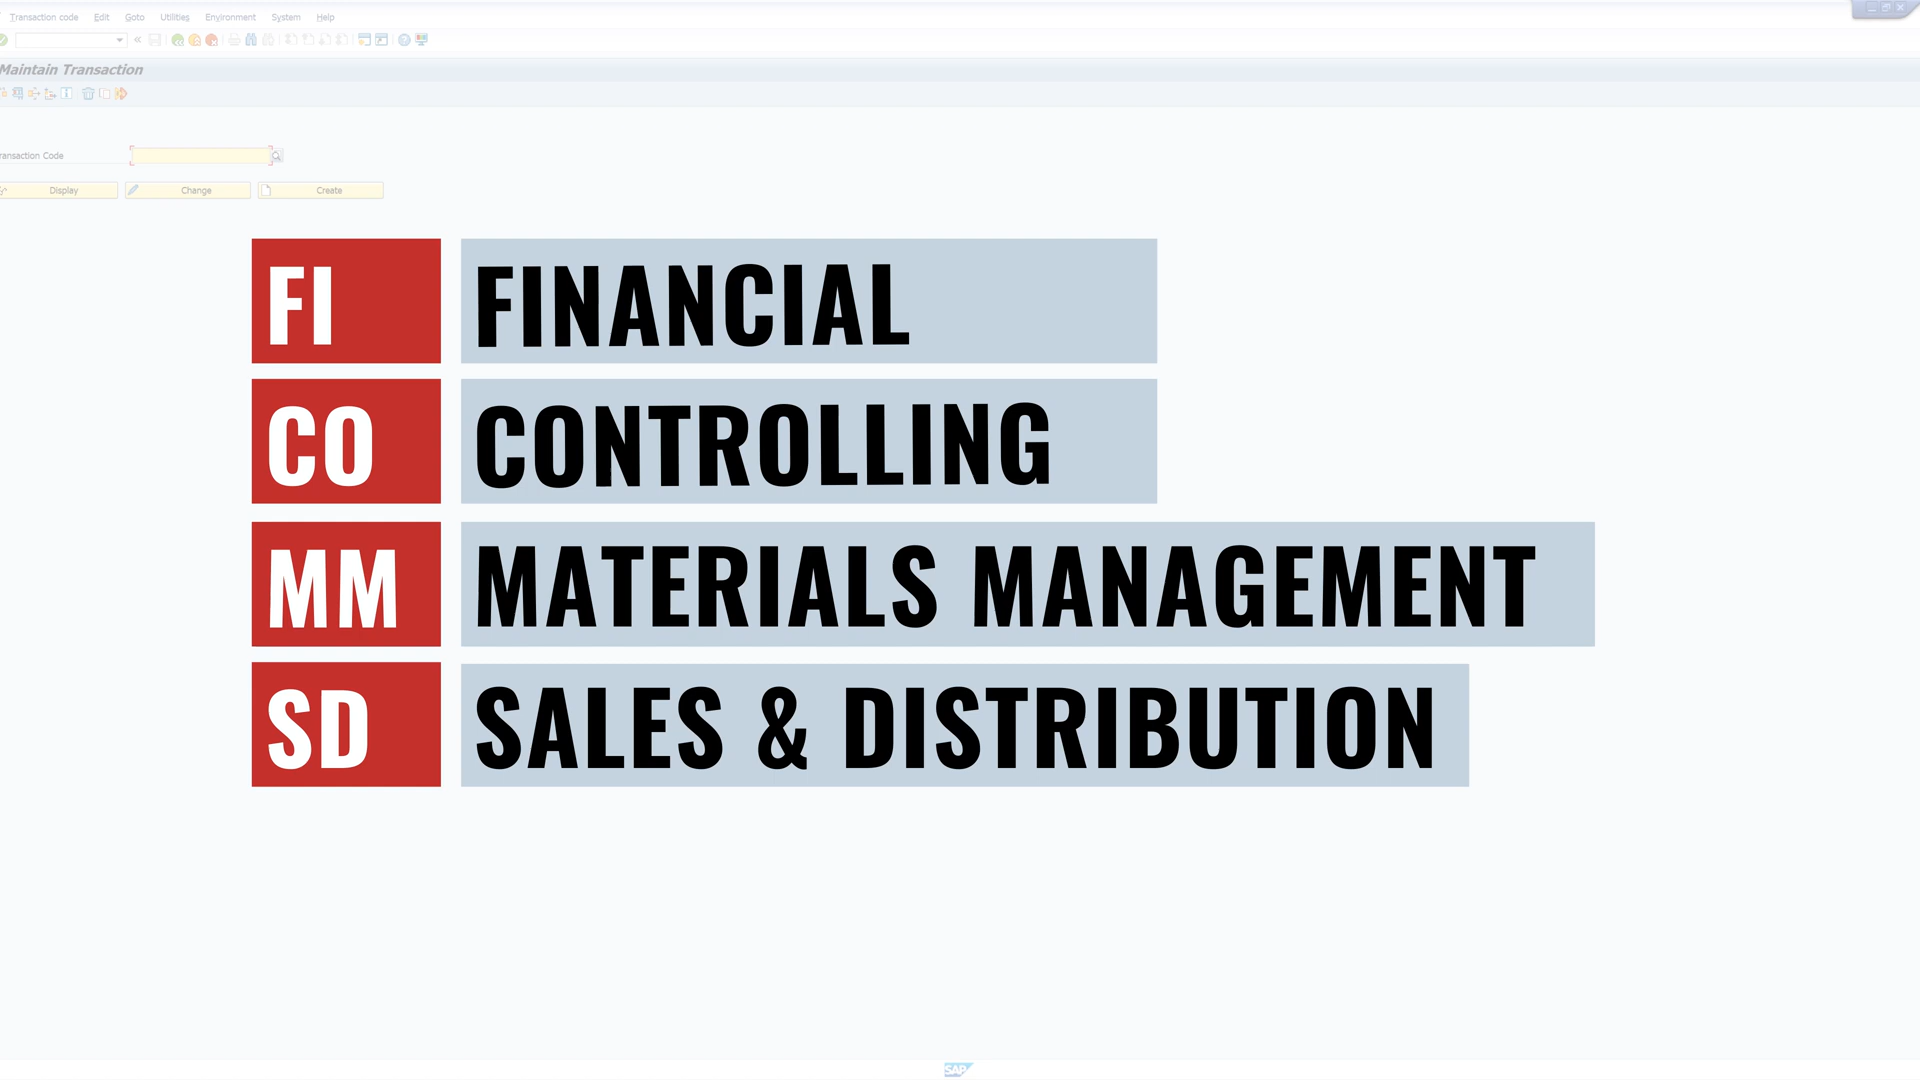 Transaction code Edit Goto Utilities Environment System Help
Maintain Transaction
ransaction Code
Display Change Create
FI FINANCIAL
CO CONTROLLING
MM MATERIALS MANAGEMENT
SD SALES & DISTRIBUTION
SAP